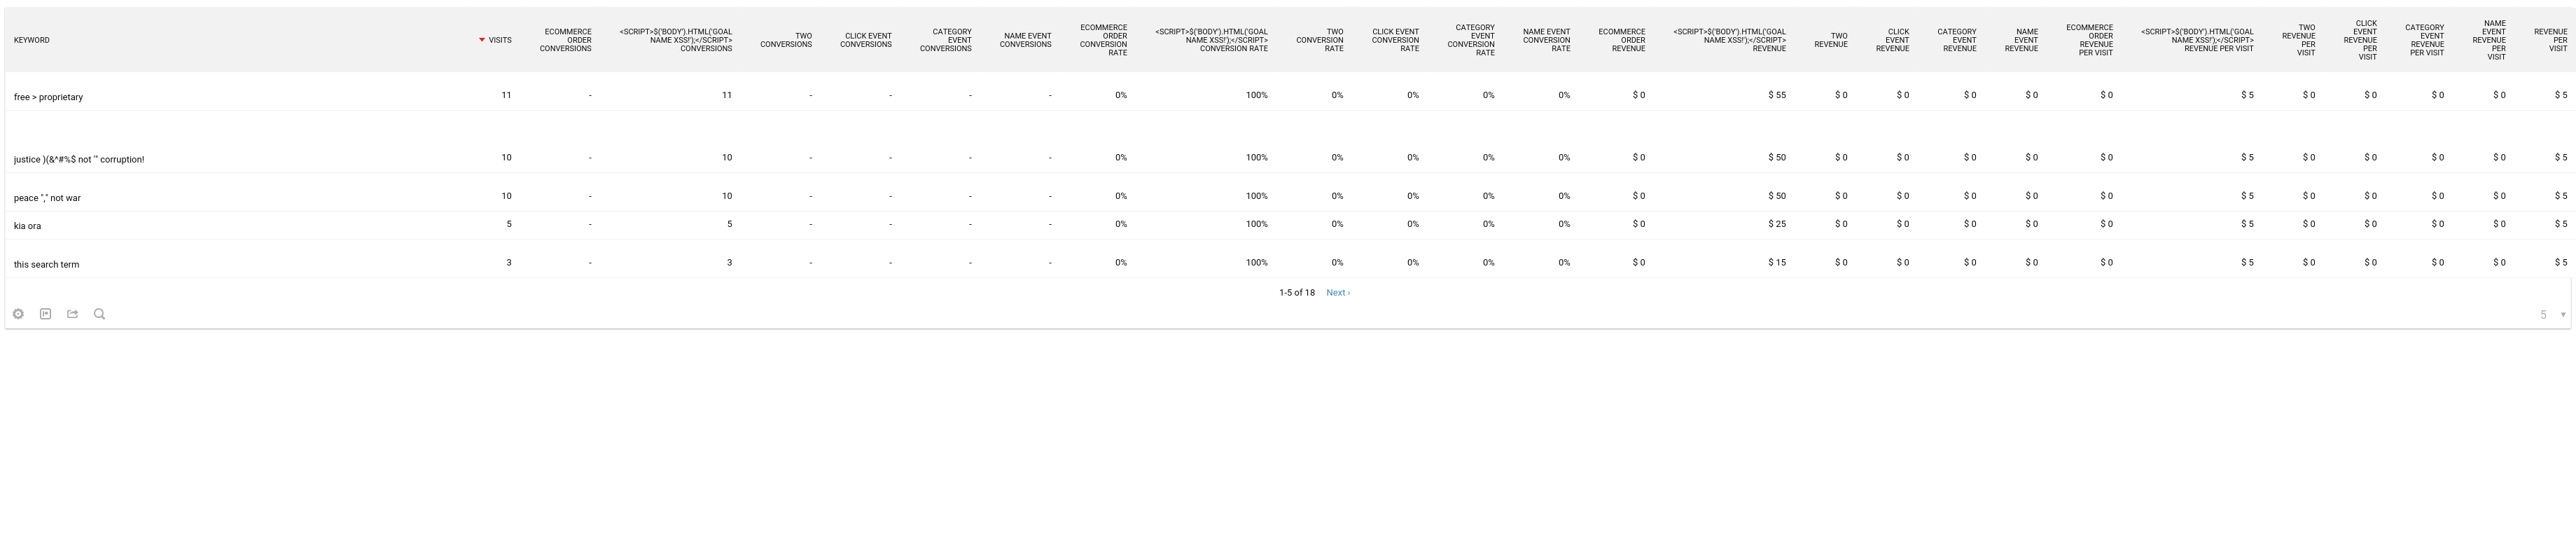 KEYWORD VISITS ECOMMERCE ORDER CONVERSIONS <SCRIPT>$('BODY').HTML('GOAL NAME XSS!');</SCRIPT> CONVERSIONS TWO CONVERSIONS CLICK EVENT CONVERSIONS CATEGORY EVENT CONVERSIONS NAME EVENT CONVERSIONS ECOMMERCE ORDER CONVERSION RATE <SCRIPT>$('BODY').HTML('GOAL NAME XSS!');</SCRIPT> CONVERSION RATE TWO CONVERSION RATE CLICK EVENT CONVERSION RATE CATEGORY EVENT CONVERSION RATE NAME EVENT CONVERSION RATE ECOMMERCE ORDER REVENUE <SCRIPT>$('BODY').HTML('GOAL NAME XSS!');</SCRIPT> REVENUE TWO REVENUE CLICK EVENT REVENUE CATEGORY EVENT REVENUE NAME EVENT REVENUE ECOMMERCE ORDER REVENUE PER VISIT <SCRIPT>$('BODY').HTML('GOAL NAME XSS!');</SCRIPT> REVENUE PER VISIT TWO REVENUE PER VISIT CLICK EVENT REVENUE PER VISIT CATEGORY EVENT REVENUE PER VISIT NAME EVENT REVENUE PER VISIT REVENUE PER VISIT
free > proprietary 11 - 11 - - - - 0% 100% 0% 0% 0% 0% $ 0 $ 55 $ 0 $ 0 $ 0 $ 0 $ 0 $ 5 $ 0 $ 0 $ 0 $ 0 $ 5
justice )(&^#%$ not '" corruption! 10 - 10 - - - - 0% 100% 0% 0% 0% 0% $ 0 $ 50 $ 0 $ 0 $ 0 $ 0 $ 0 $ 5 $ 0 $ 0 $ 0 $ 0 $ 5
peace "," not war 10 - 10 - - - - 0% 100% 0% 0% 0% 0% $ 0 $ 50 $ 0 $ 0 $ 0 $ 0 $ 0 $ 5 $ 0 $ 0 $ 0 $ 0 $ 5
kia ora 5 - 5 - - - - 0% 100% 0% 0% 0% 0% $ 0 $ 25 $ 0 $ 0 $ 0 $ 0 $ 0 $ 5 $ 0 $ 0 $ 0 $ 0 $ 5
this search term 3 - 3 - - - - 0% 100% 0% 0% 0% 0% $ 0 $ 15 $ 0 $ 0 $ 0 $ 0 $ 0 $ 5 $ 0 $ 0 $ 0 $ 0 $ 5
1-5 of 18 Next ›
5